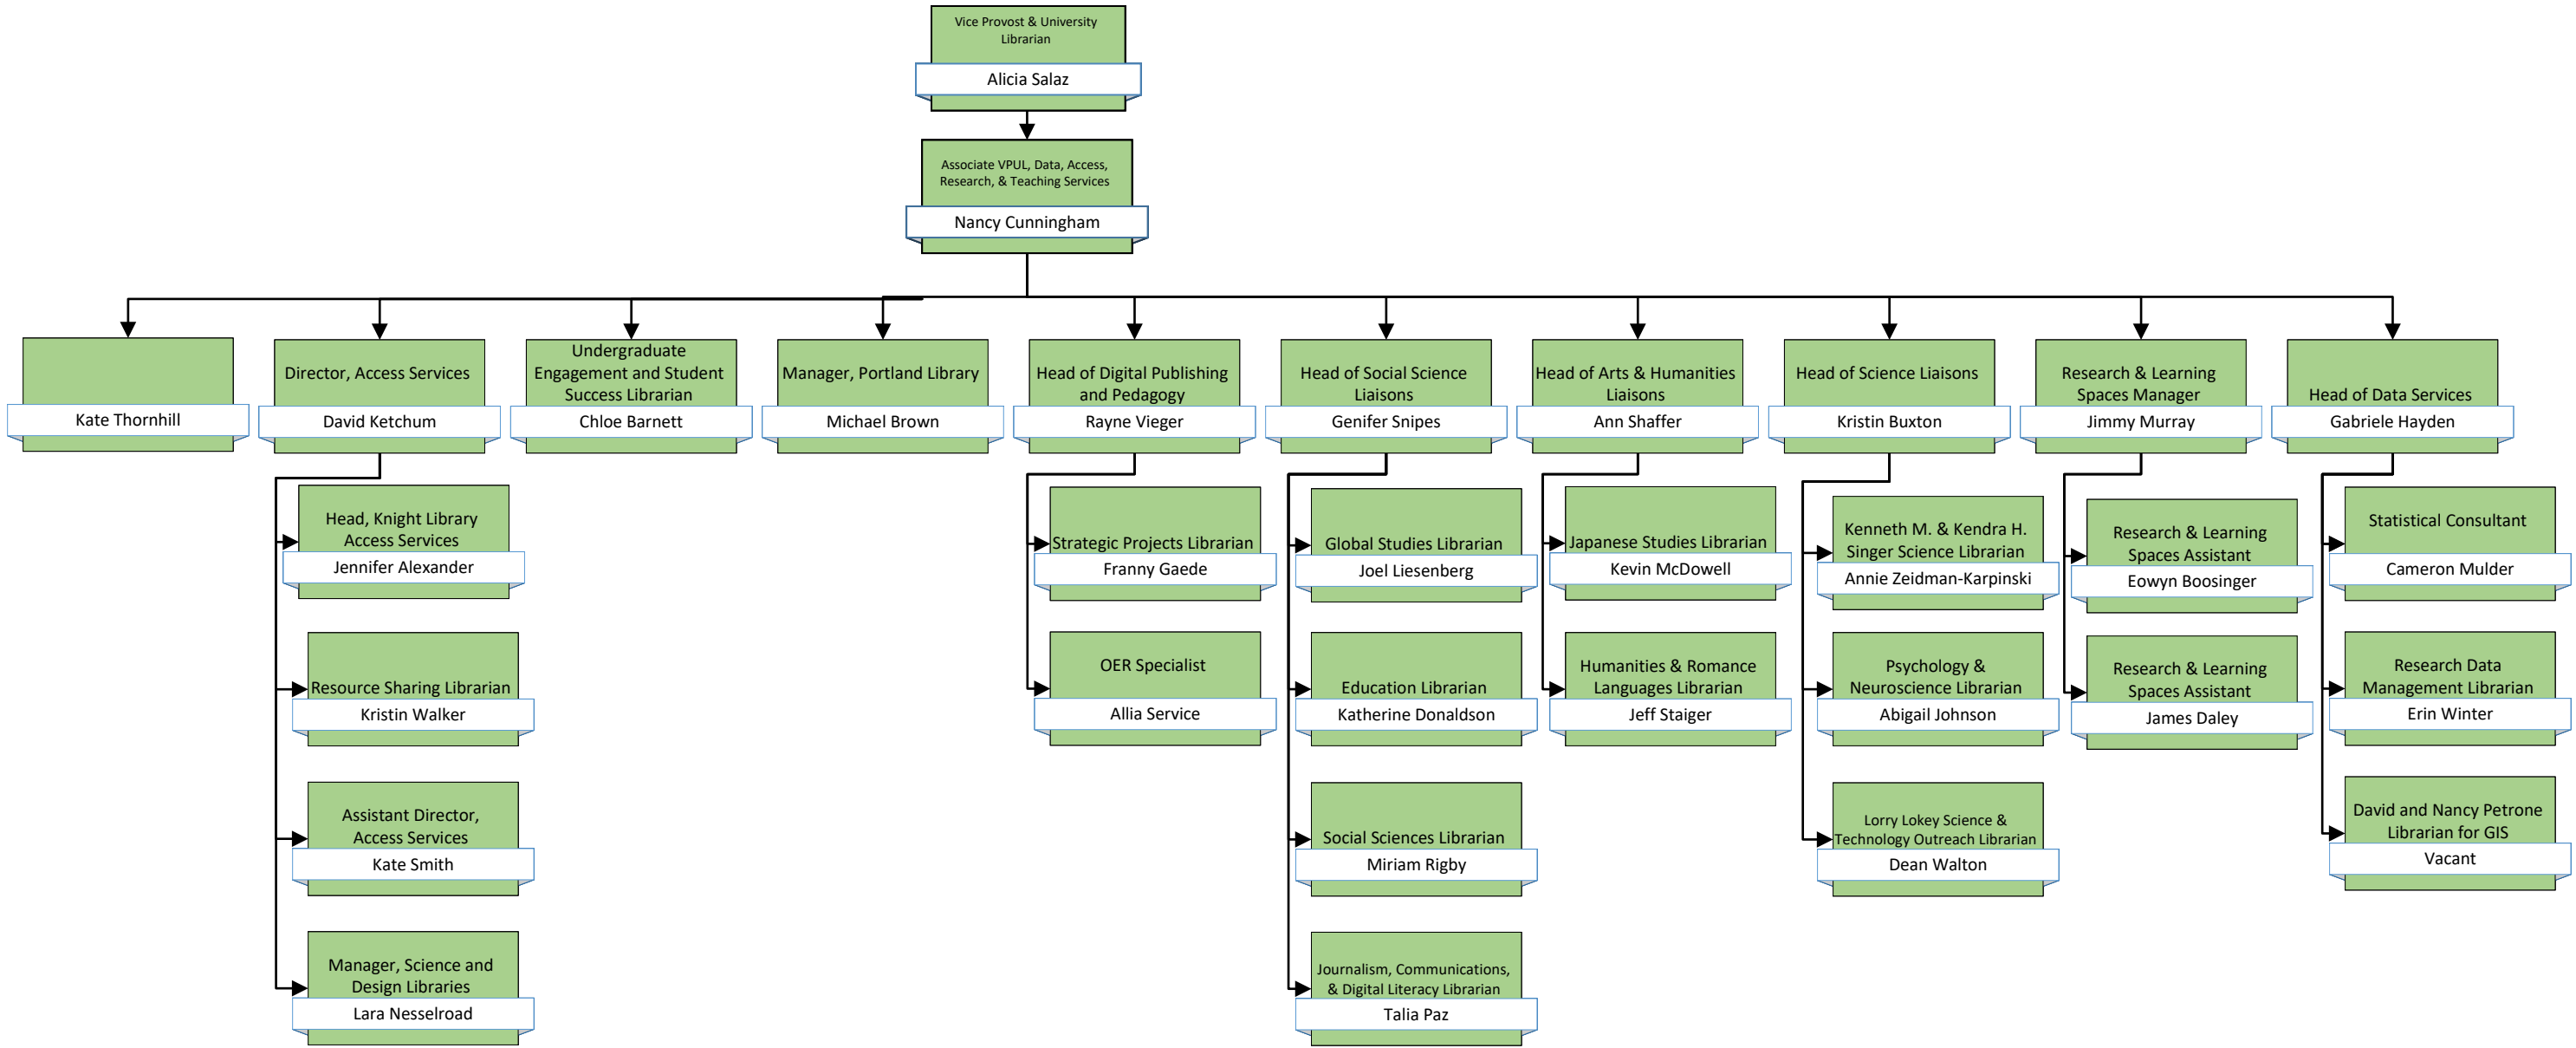 Vice Provost & University
Librarian
Alicia Salaz
Associate VPUL, Data, Access,
Research, & Teaching Services
Nancy Cunningham
Kate Thornhill
Director, Access Services
David Ketchum
Undergraduate
Engagement and Student
Success Librarian
Chloe Barnett
Manager, Portland Library
Michael Brown
Head of Digital Publishing
and Pedagogy
Rayne Vieger
Head of Social Science
Liaisons
Genifer Snipes
Head of Arts & Humanities
Liaisons
Ann Shaffer
Head of Science Liaisons
Kristin Buxton
Research & Learning
Spaces Manager
Jimmy Murray
Head of Data Services
Gabriele Hayden
Head, Knight Library
Access Services
Jennifer Alexander
Resource Sharing Librarian
Kristin Walker
Assistant Director,
Access Services
Kate Smith
Manager, Science and
Design Libraries
Lara Nesselroad
Strategic Projects Librarian
Franny Gaede
OER Specialist
Allia Service
Global Studies Librarian
Joel Liesenberg
Education Librarian
Katherine Donaldson
Social Sciences Librarian
Miriam Rigby
Journalism, Communications,
& Digital Literacy Librarian
Talia Paz
Japanese Studies Librarian
Kevin McDowell
Humanities & Romance
Languages Librarian
Jeff Staiger
Kenneth M. & Kendra H.
Singer Science Librarian
Annie Zeidman-Karpinski
Psychology &
Neuroscience Librarian
Abigail Johnson
Lorry Lokey Science &
Technology Outreach Librarian
Dean Walton
Research & Learning
Spaces Assistant
Eowyn Boosinger
Research & Learning
Spaces Assistant
James Daley
Statistical Consultant
Cameron Mulder
Research Data
Management Librarian
Erin Winter
David and Nancy Petrone
Librarian for GIS
Vacant